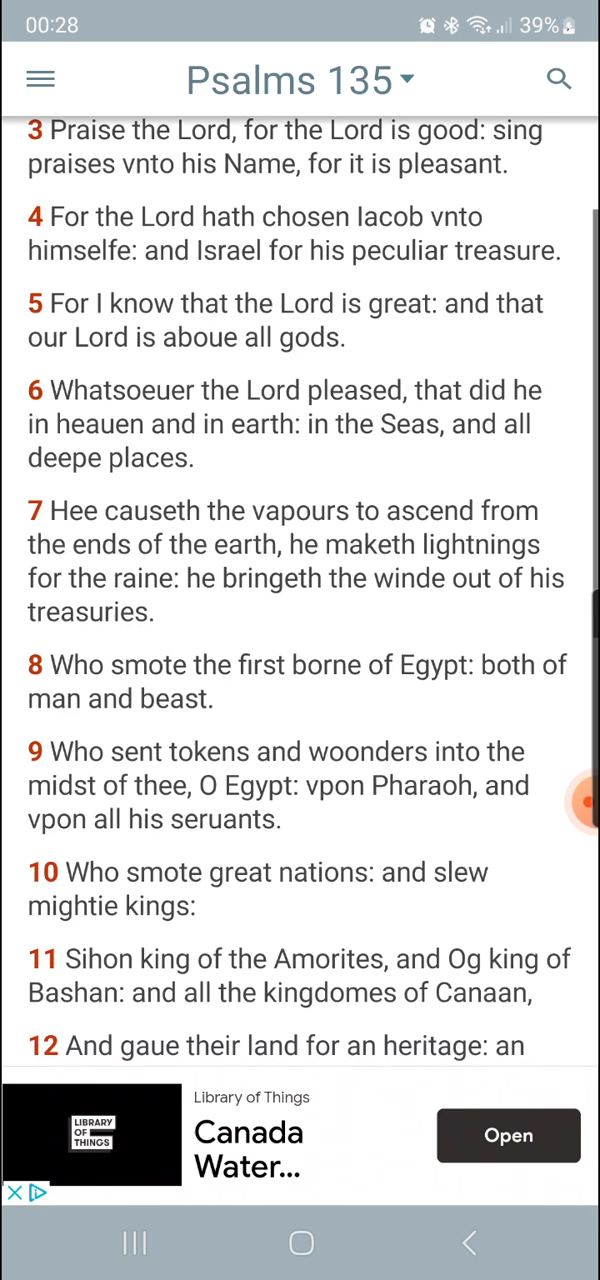 00:28
39%
Psalms 135
3 Praise the Lord, for the Lord is good: sing
praises vnto his Name, for it is pleasant.
4 For the Lord hath chosen Iacob vnto
himselfe: and Israel for his peculiar treasure.
5 For I know that the Lord is great: and that
our Lord is aboue all gods.
6 Whatsoeuer the Lord pleased, that did he
in heauen and in earth: in the Seas, and all
deepe places.
7 Hee causeth the vapours to ascend from
the ends of the earth, he maketh lightnings
for the raine: he bringeth the winde out of his
treasuries.
8 Who smote the first borne of Egypt: both of
man and beast.
9 Who sent tokens and woonders into the
midst of thee, O Egypt: vpon Pharaoh, and
vpon all his seruants.
10 Who smote great nations: and slew
mightie kings:
11 Sihon king of the Amorites, and Og king of
Bashan: and all the kingdomes of Canaan,
12 And gaue their land for an heritage: an
LIBRARY
OF
THINGS
Library of Things
Canada
Water...
Open